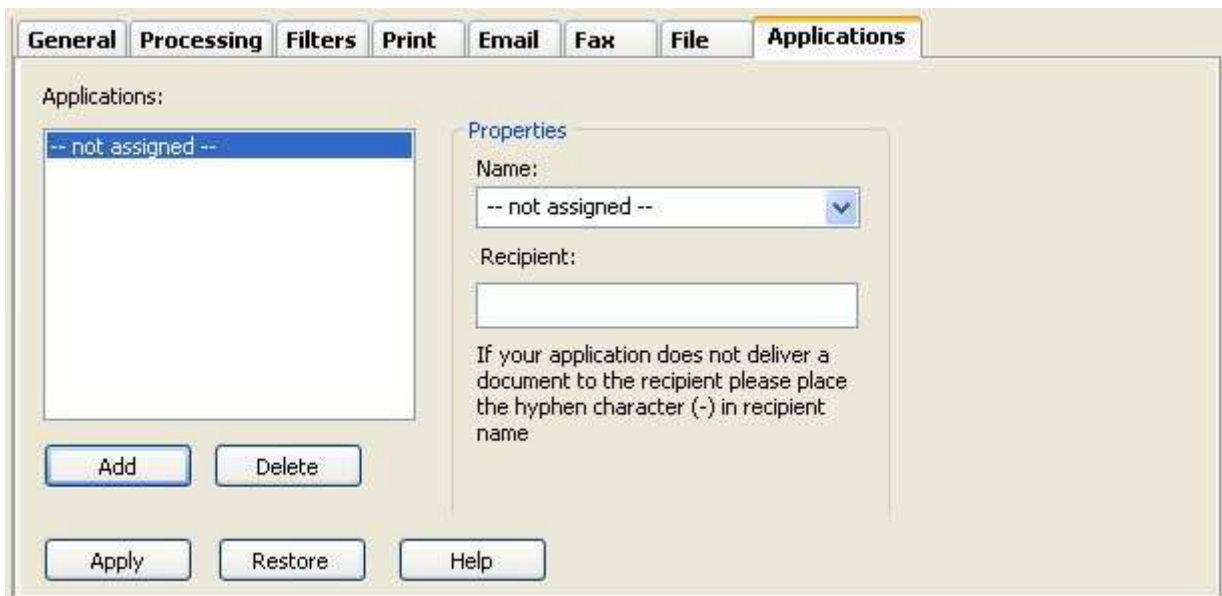 General Processing Filters Print Email Fax File Applications
Applications:
-- not assigned --
Properties
Name:
-- not assigned --
Recipient:
If your application does not deliver a
document to the recipient please place
the hyphen character (-) in recipient
name
Add Delete
Apply Restore Help